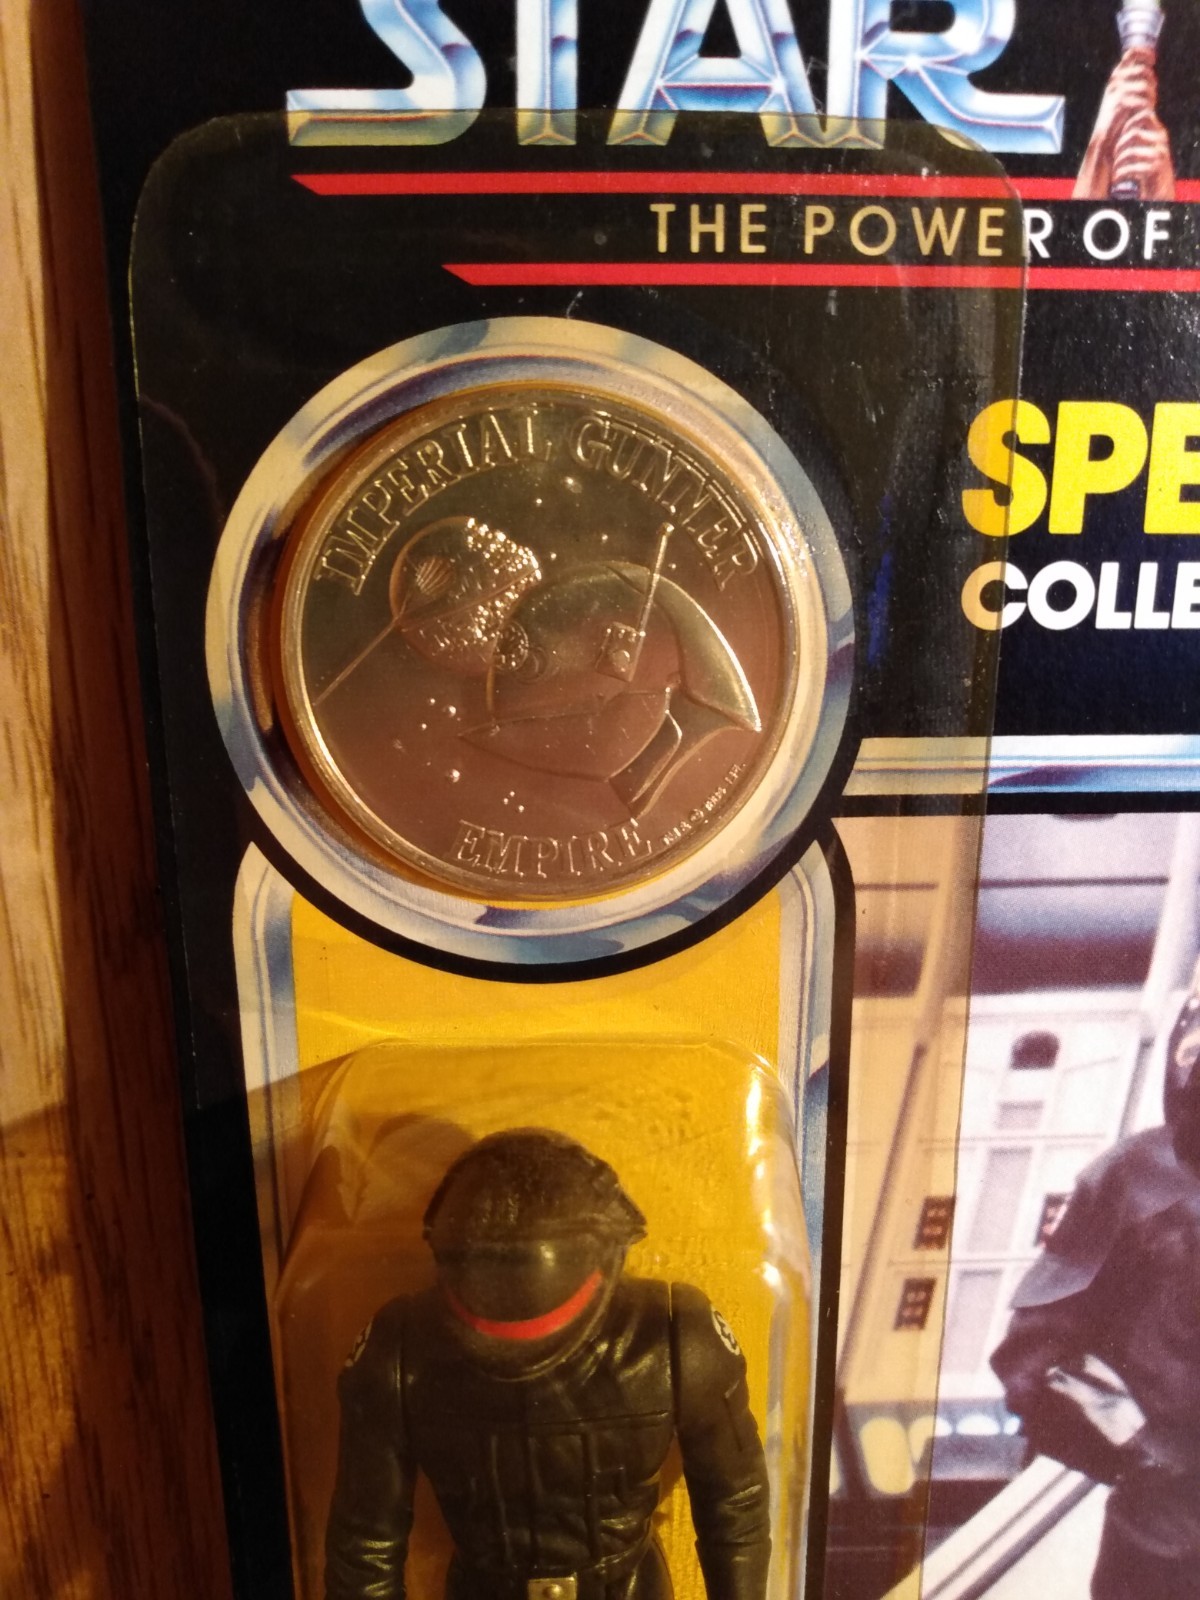 STAR
THE POWER OF
IMPERIAL GUNNER
SPE
COLLE
EMPIRE